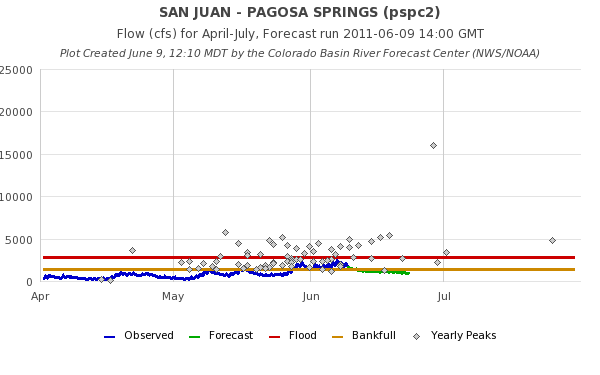 SAN JUAN - PAGOSA SPRINGS (pspc2)
Flow (cfs) for April-July, Forecast run 2011-06-09 14:00 GMT
Plot Created June 9, 12:10 MDT by the Colorado Basin River Forecast Center (NWS/NOAA)
25000
20000
15000
10000
5000
0
Apr May Jun Jul
Observed Forecast Flood Bankfull Yearly Peaks